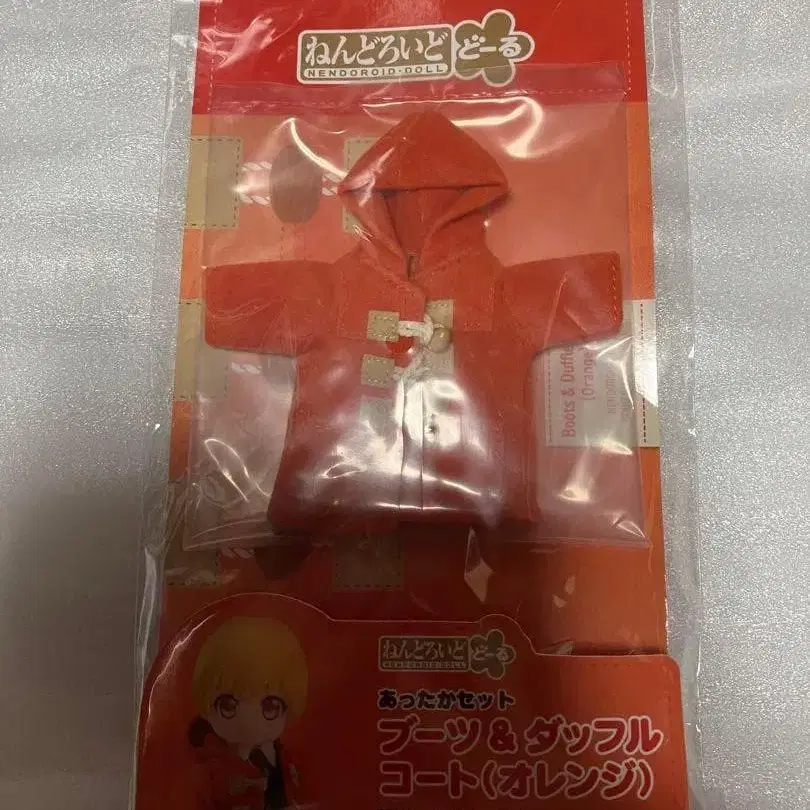 ねんどろいど どーる
NENDOROID·DOLL
Boots & Duffle
(Orange
ねんどろいど どーる
NENDOROID·DOLL
あったかセット
ブーツ & ダッフル
コート(オレンジ)